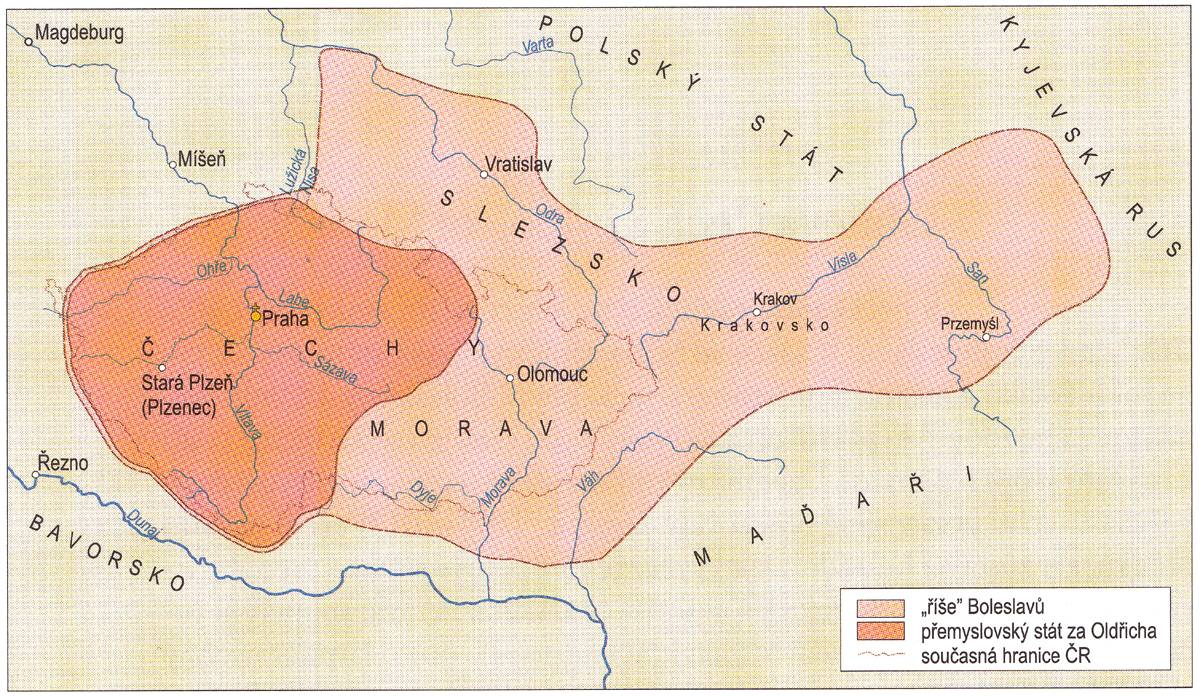 Magdeburg
POLSKÝ STÁT
KYJEVSKÁ RUS
Varta
Míšeň
Lužická
Nisa
Vratislav
SLEZSKO
Odra
Ohře
Labe
Praha
ČECHY
Sázava
Stará Plzeň
(Plzenec)
Vltava
Visla
San
Krakov
Krakovsko
Przemyśl
Olomouc
MORAVA
Řezno
Dunaj
BAVORSKO
Dyje
Morava
Váh
MAĎAŘI
„říše” Boleslavů
přemyslovský stát za Oldřicha
současná hranice ČR